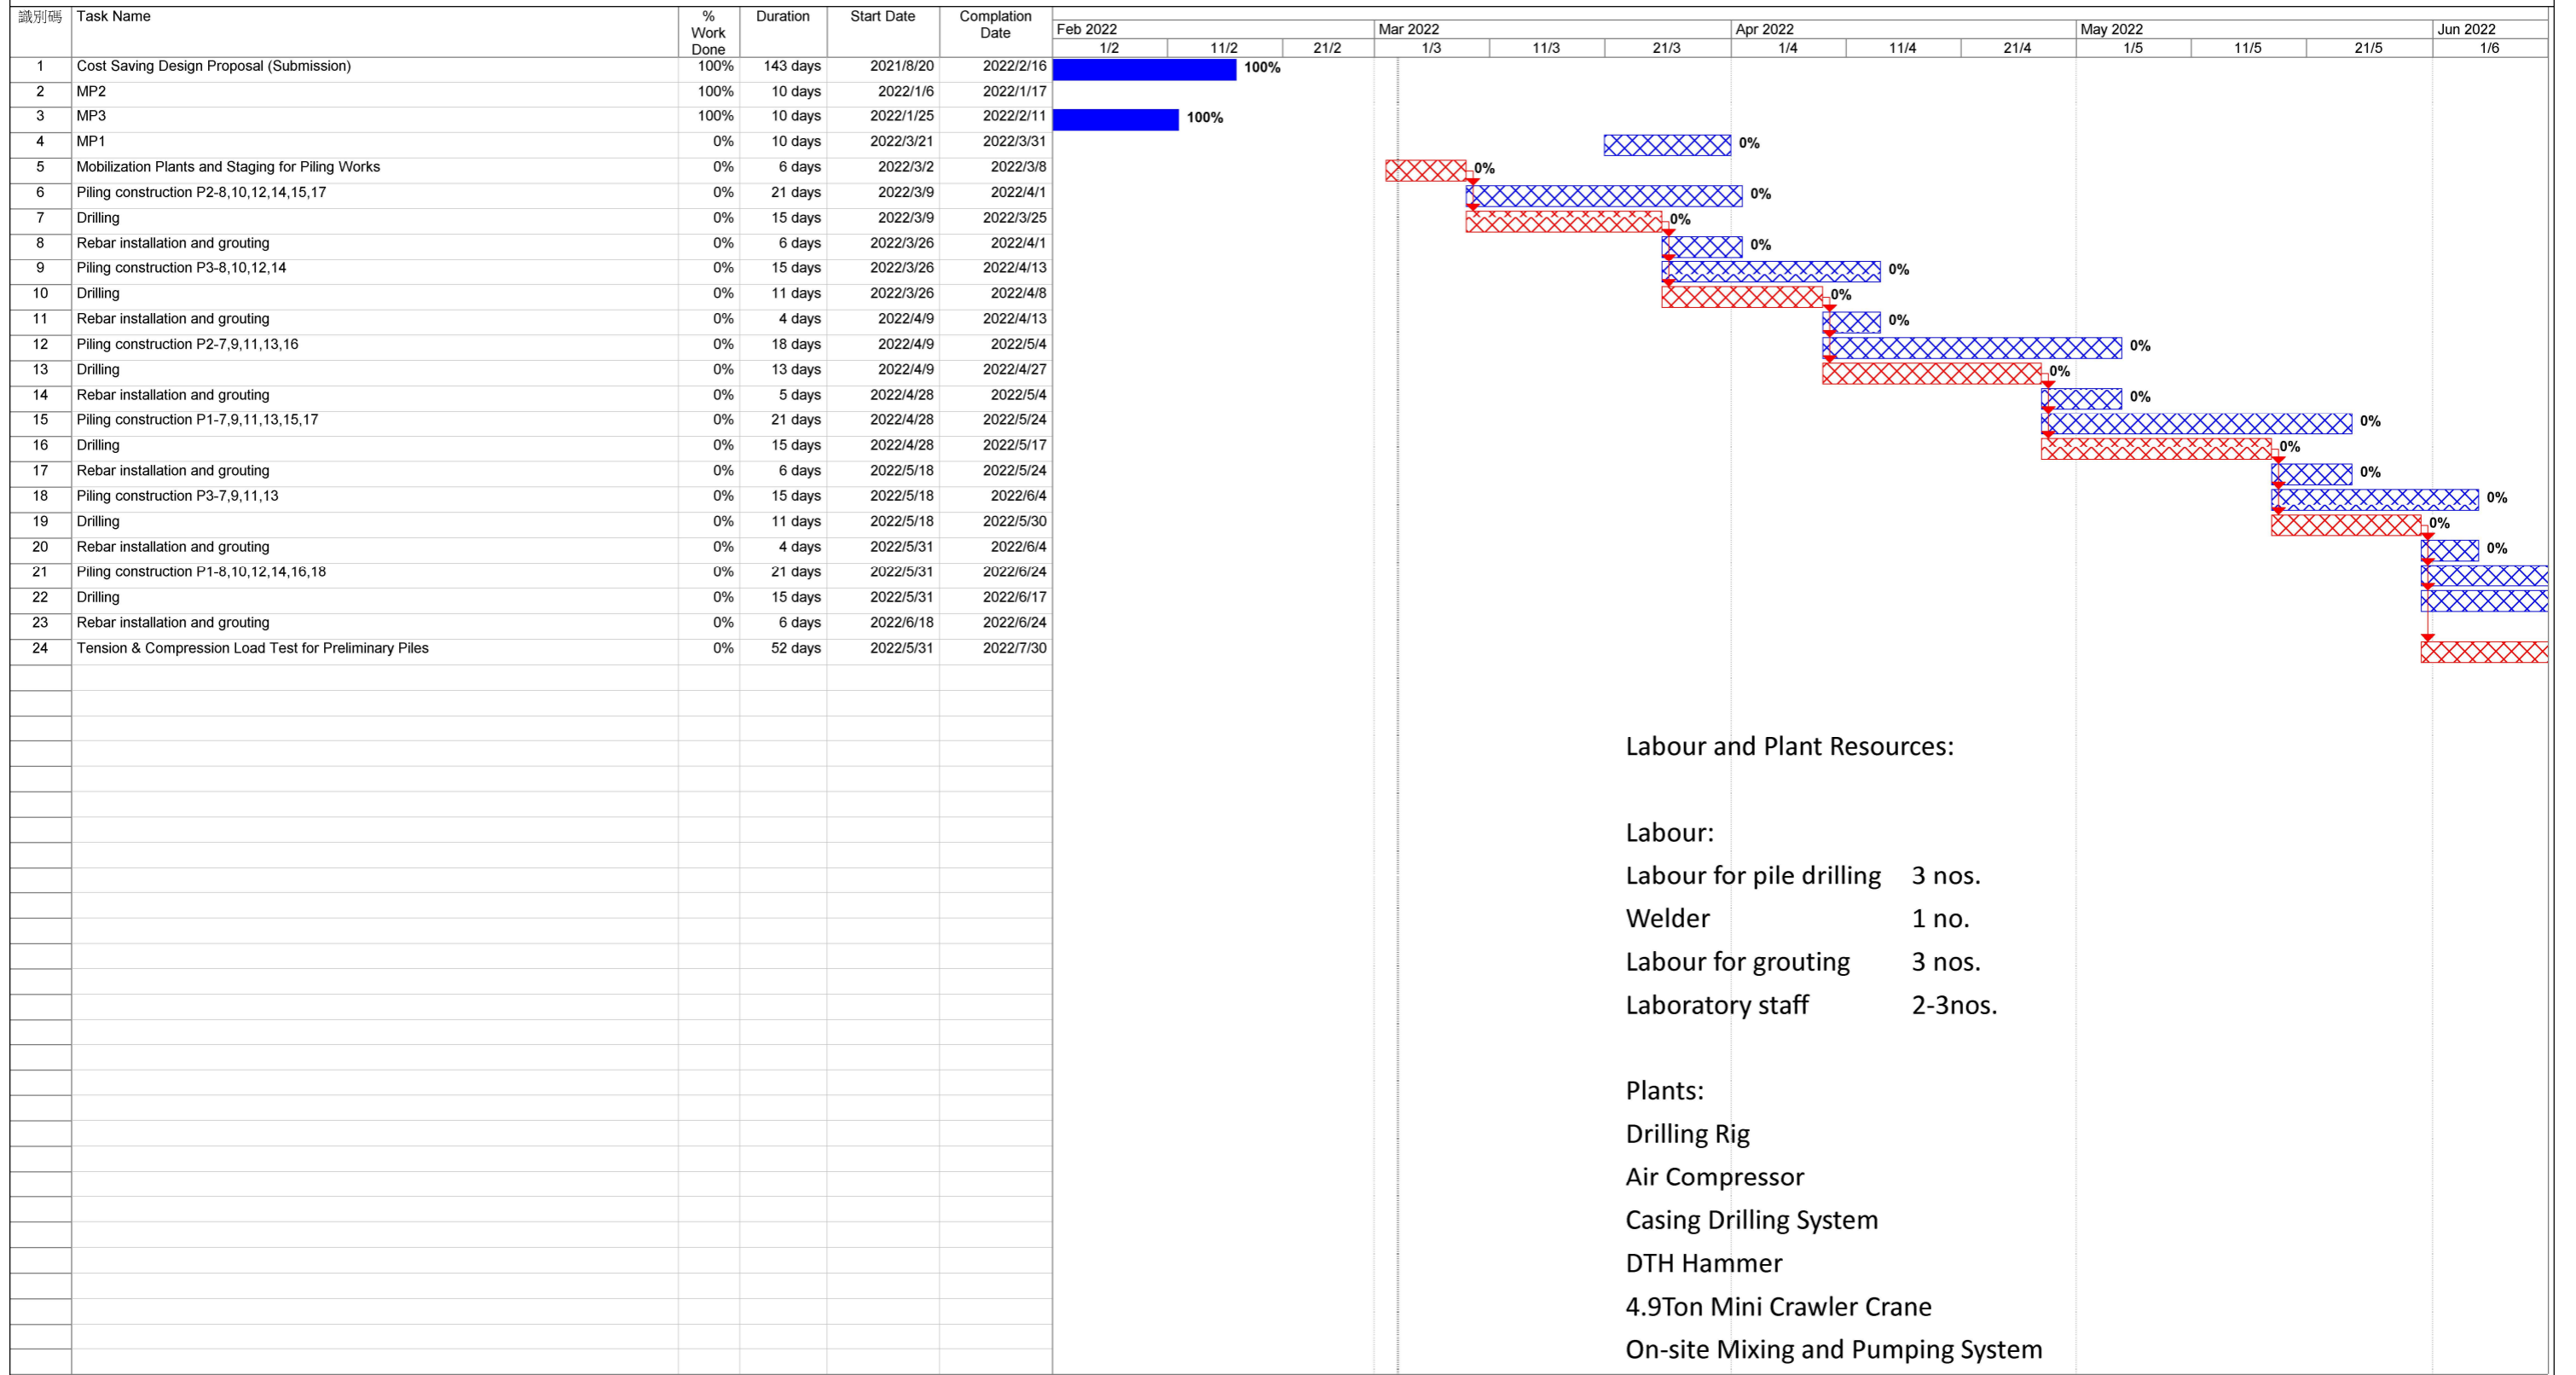 識別碼 Task Name % Work Done Duration Start Date Complation Date
Feb 2022 Mar 2022 Apr 2022 May 2022 Jun 2022
1/2 11/2 21/2 1/3 11/3 21/3 1/4 11/4 21/4 1/5 11/5 21/5 1/6
1 Cost Saving Design Proposal (Submission) 100% 143 days 2021/8/20 2022/2/16 100%
2 MP2 100% 10 days 2022/1/6 2022/1/17
3 MP3 100% 10 days 2022/1/25 2022/2/11 100%
4 MP1 0% 10 days 2022/3/21 2022/3/31 0%
5 Mobilization Plants and Staging for Piling Works 0% 6 days 2022/3/2 2022/3/8 0%
6 Piling construction P2-8,10,12,14,15,17 0% 21 days 2022/3/9 2022/4/1 0%
7 Drilling 0% 15 days 2022/3/9 2022/3/25 0%
8 Rebar installation and grouting 0% 6 days 2022/3/26 2022/4/1 0%
9 Piling construction P3-8,10,12,14 0% 15 days 2022/3/26 2022/4/13 0%
10 Drilling 0% 11 days 2022/3/26 2022/4/8 0%
11 Rebar installation and grouting 0% 4 days 2022/4/9 2022/4/13 0%
12 Piling construction P2-7,9,11,13,16 0% 18 days 2022/4/9 2022/5/4 0%
13 Drilling 0% 13 days 2022/4/9 2022/4/27 0%
14 Rebar installation and grouting 0% 5 days 2022/4/28 2022/5/4 0%
15 Piling construction P1-7,9,11,13,15,17 0% 21 days 2022/4/28 2022/5/24 0%
16 Drilling 0% 15 days 2022/4/28 2022/5/17 0%
17 Rebar installation and grouting 0% 6 days 2022/5/18 2022/5/24 0%
18 Piling construction P3-7,9,11,13 0% 15 days 2022/5/18 2022/6/4 0%
19 Drilling 0% 11 days 2022/5/18 2022/5/30 0%
20 Rebar installation and grouting 0% 4 days 2022/5/31 2022/6/4 0%
21 Piling construction P1-8,10,12,14,16,18 0% 21 days 2022/5/31 2022/6/24
22 Drilling 0% 15 days 2022/5/31 2022/6/17
23 Rebar installation and grouting 0% 6 days 2022/6/18 2022/6/24
24 Tension & Compression Load Test for Preliminary Piles 0% 52 days 2022/5/31 2022/7/30
Labour and Plant Resources:
Labour:
Labour for pile drilling 3 nos.
Welder 1 no.
Labour for grouting 3 nos.
Laboratory staff 2-3nos.
Plants:
Drilling Rig
Air Compressor
Casing Drilling System
DTH Hammer
4.9Ton Mini Crawler Crane
On-site Mixing and Pumping System